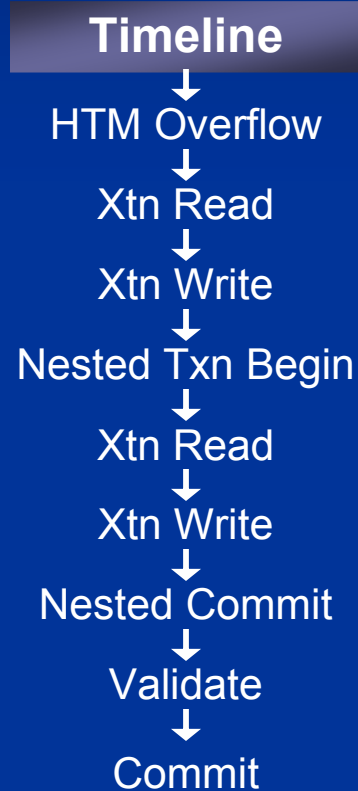 Timeline
HTM Overflow
Xtn Read
Xtn Write
Nested Txn Begin
Xtn Read
Xtn Write
Nested Commit
Validate
Commit